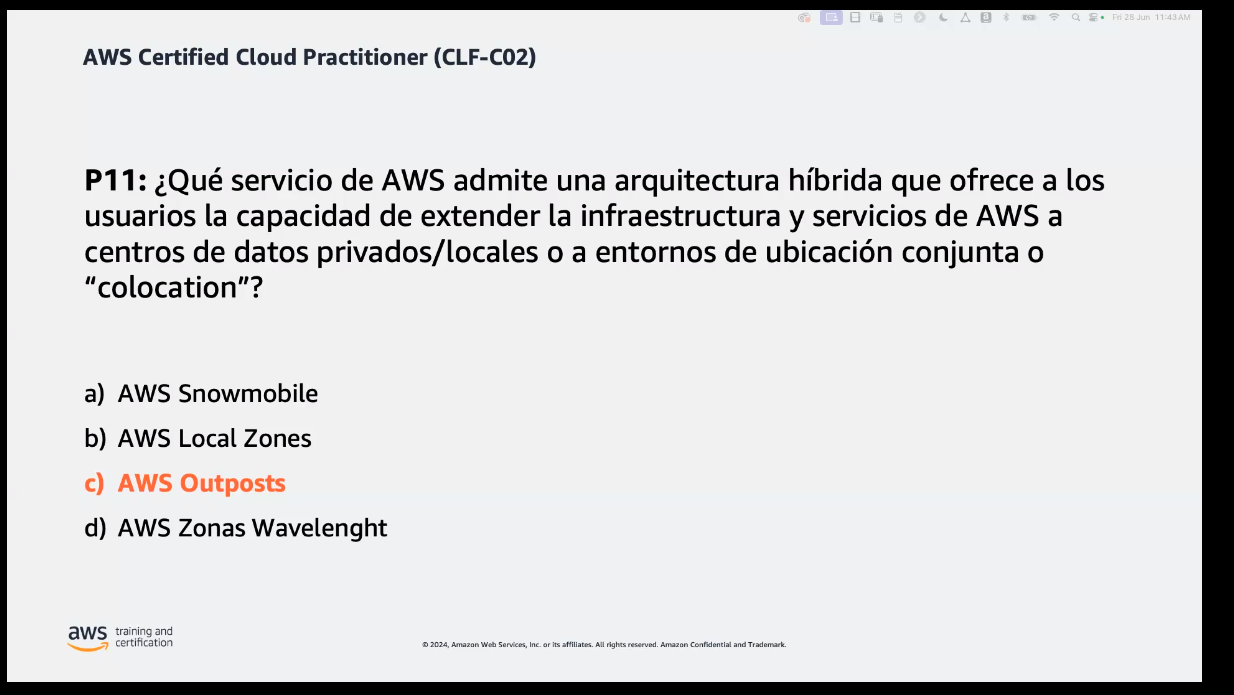 Fri 28 Jun 11:43 AM
AWS Certified Cloud Practitioner (CLF-C02)
P11: ¿Qué servicio de AWS admite una arquitectura híbrida que ofrece a los
usuarios la capacidad de extender la infraestructura y servicios de AWS a
centros de datos privados/locales o a entornos de ubicación conjunta o
“colocation”?
a) AWS Snowmobile
b) AWS Local Zones
c) AWS Outposts
d) AWS Zonas Wavelenght
aws training and
certification
© 2024, Amazon Web Services, Inc. or its affiliates. All rights reserved. Amazon Confidential and Trademark.